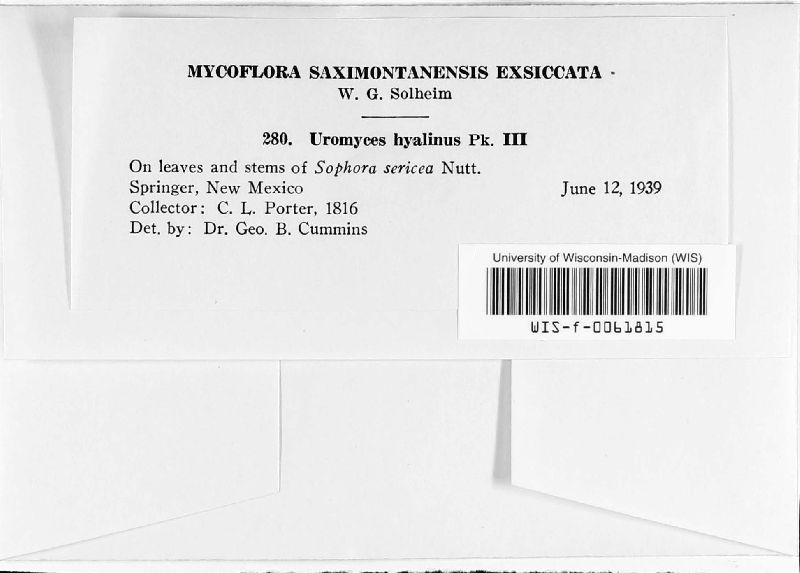 MYCOFLORA SAXIMONTANENSIS EXSICCATA
W. G. Solheim
280. Uromyces hyalinus Pk. III
On leaves and stems of Sophora sericea Nutt.
Springer, New Mexico June 12, 1939
Collector: C. L. Porter, 1816
Det. by: Dr. Geo. B. Cummins
University of Wisconsin-Madison (WIS)
WIS-f-0061815